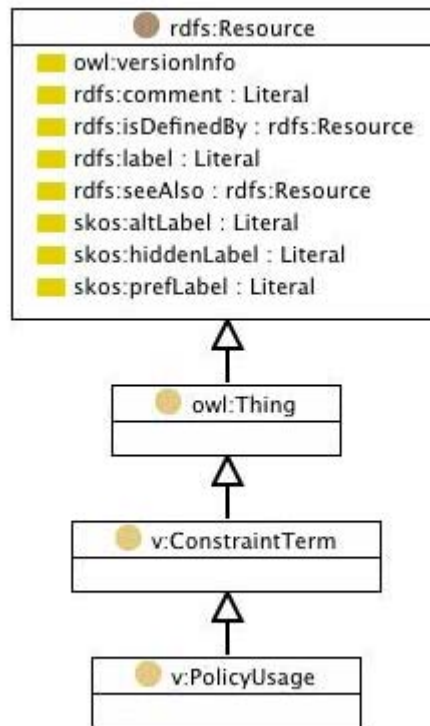 rdfs:Resource
owl:versionInfo
rdfs:comment : Literal
rdfs:isDefinedBy : rdfs:Resource
rdfs:label : Literal
rdfs:seeAlso : rdfs:Resource
skos:altLabel : Literal
skos:hiddenLabel : Literal
skos:prefLabel : Literal
owl:Thing
v:ConstraintTerm
v:PolicyUsage